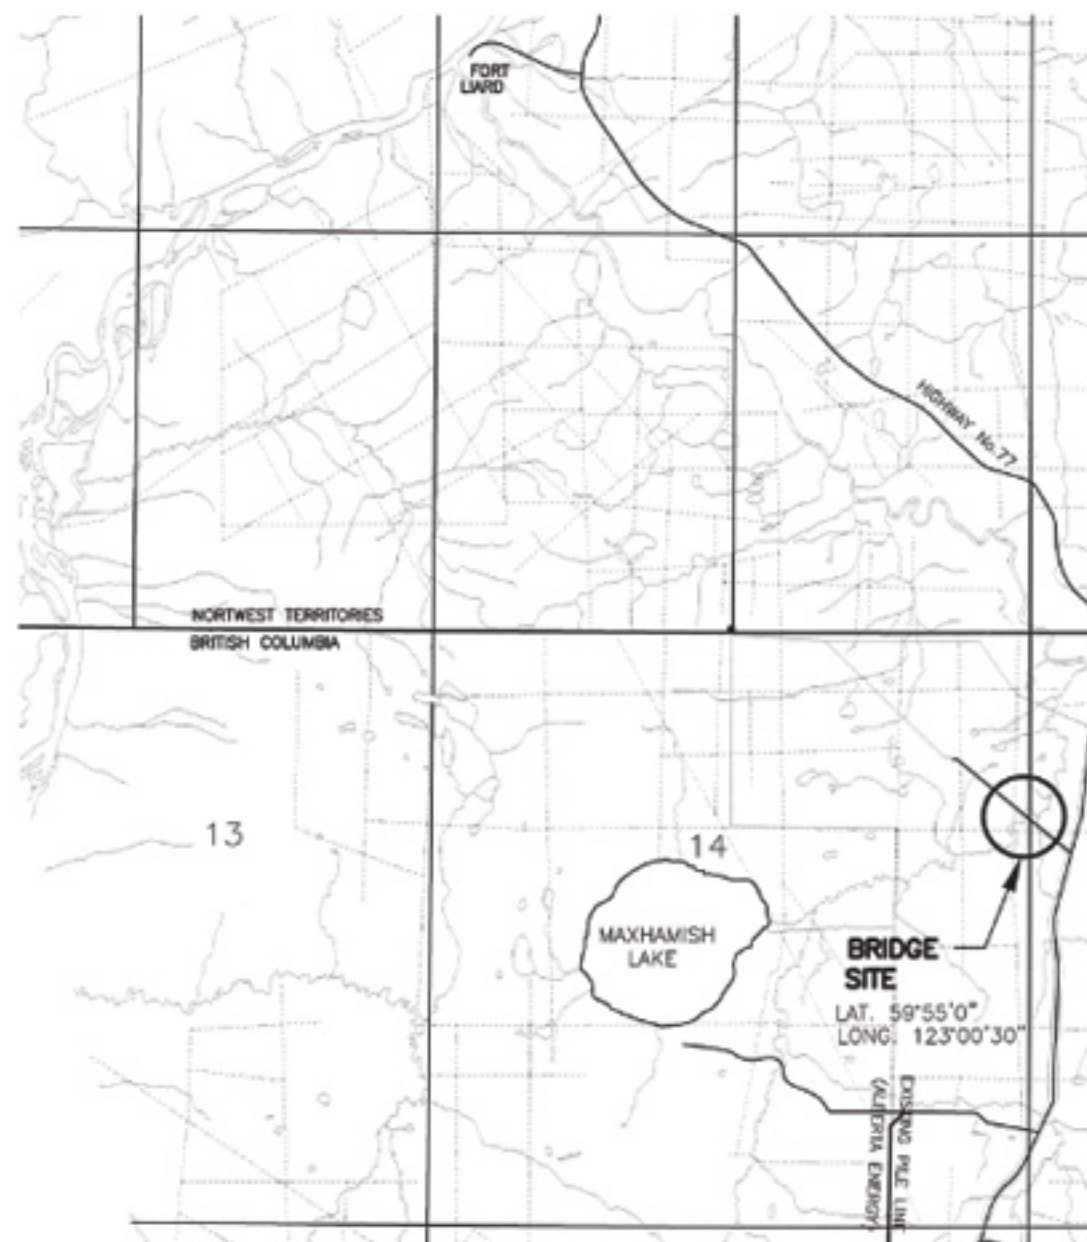 FORT
LIARD
HIGHWAY No.77
NORTWEST TERRITORIES
BRITISH COLUMBIA
13
14
MAXHAMISH
LAKE
BRIDGE
SITE
LAT. 59°55'0"
LONG. 123°00'30"
EXISTING PILE LINE
(ALBERTA ENERGY)